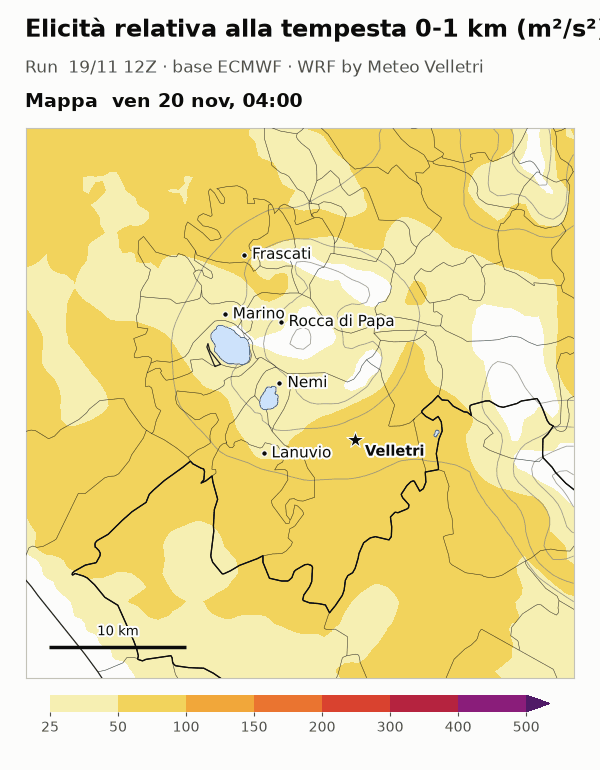 Elicità relativa alla tempesta 0-1 km (m²/s²)
Run 19/11 12Z · base ECMWF · WRF by Meteo Velletri
Mappa ven 20 nov, 04:00
Frascati
Marino
Rocca di Papa
Nemi
Velletri
Lanuvio
10 km
25 50 100 150 200 300 400 500